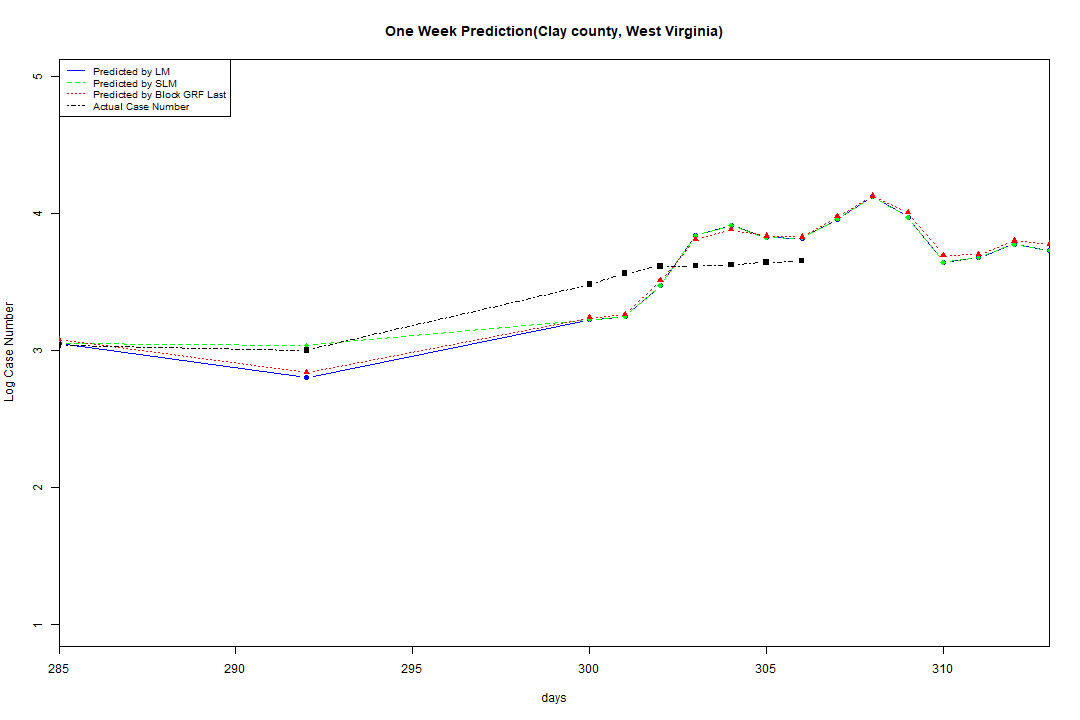 One Week Prediction(Clay county, West Virginia)
Predicted by LM
Predicted by SLM
Predicted by Block GRF Last
Actual Case Number
5
4
3
2
1
Log Case Number
285 290 295 300 305 310
days